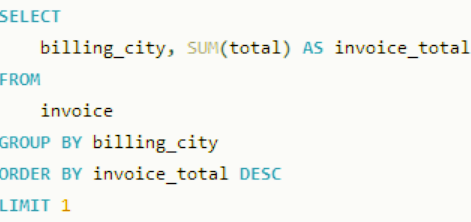 SELECT
billing_city, SUM(total) AS invoice_total
FROM
invoice
GROUP BY billing_city
ORDER BY invoice_total DESC
LIMIT 1